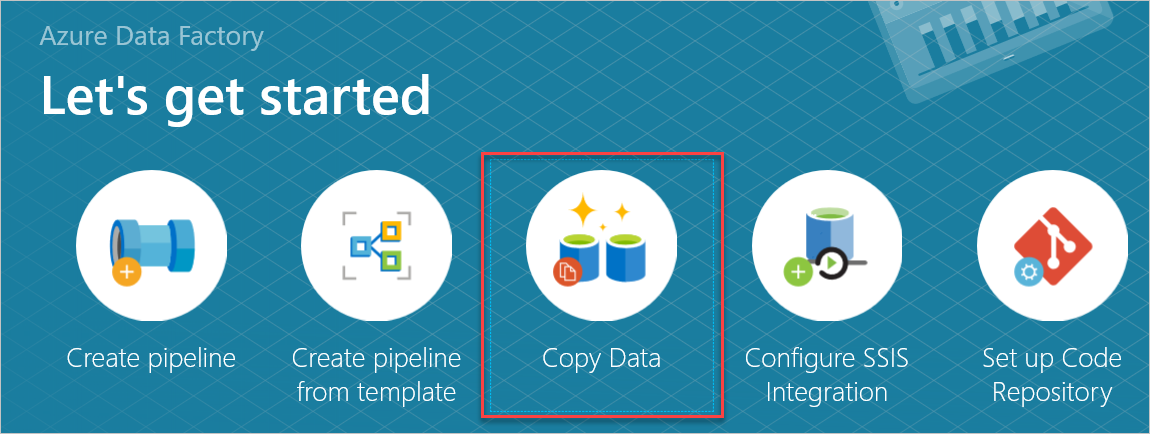 Azure Data Factory
Let's get started
Create pipeline
Create pipeline
from template
Copy Data
Configure SSIS
Integration
Set up Code
Repository